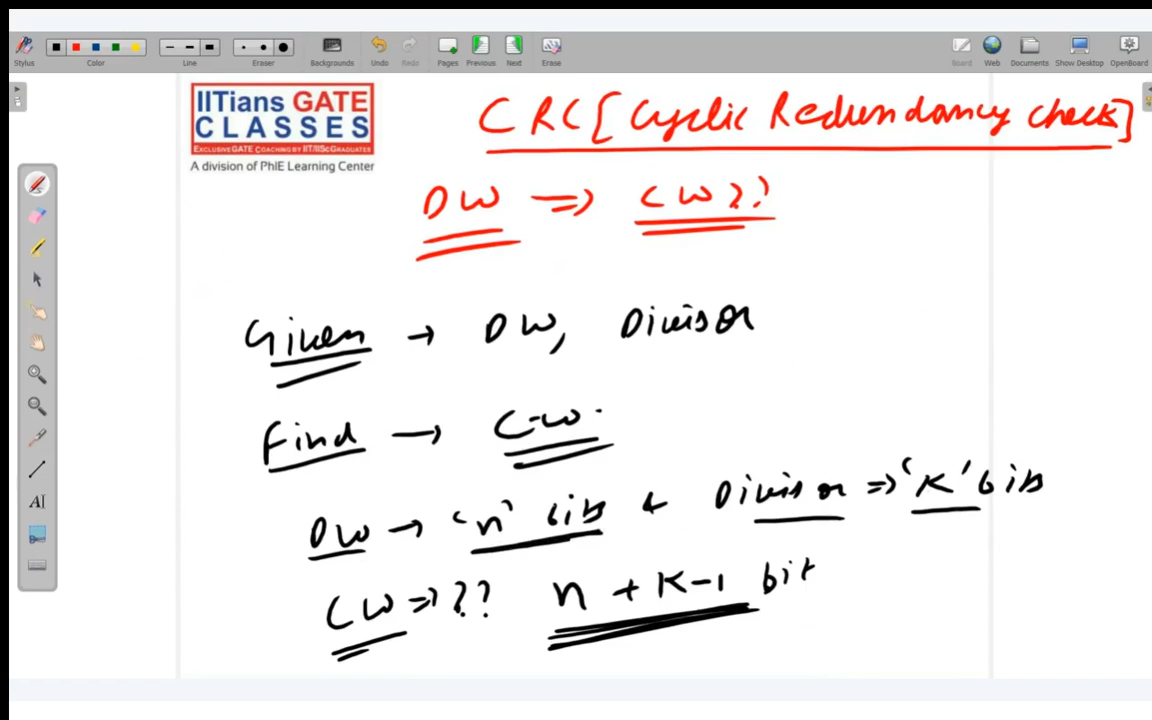 Stylus Color Line Eraser Backgrounds Undo Redo Pages Previous Next Erase Board Web Documents Show Desktop OpenBoard
IITians GATE
CLASSES
EXCLUSIVE GATE COACHING BY IIT/IISc GRADUATES
A division of PhIE Learning Center
CRC [Cyclic Redundancy Check]
DW => CW ??
Given → DW, Divisor
Find → C.W.
DW → 'n' bits & Divisor => 'K' bits
CW => ?? n + K-1 bit
AI